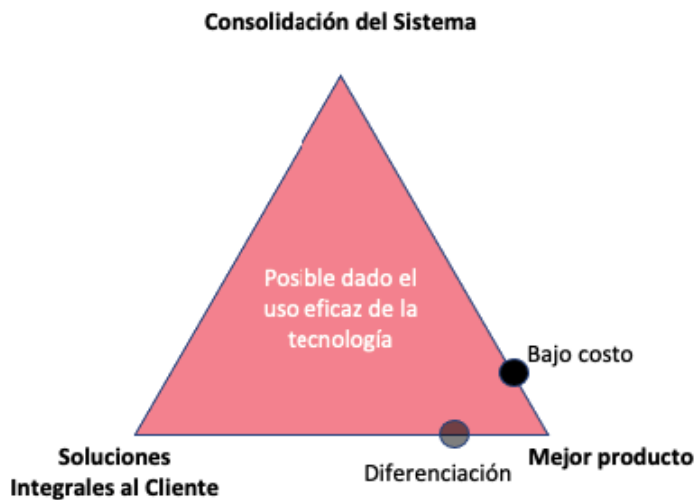 Consolidación del Sistema
Posible dado el
uso eficaz de la
tecnología
Bajo costo
Soluciones
Integrales al Cliente
Diferenciación
Mejor producto